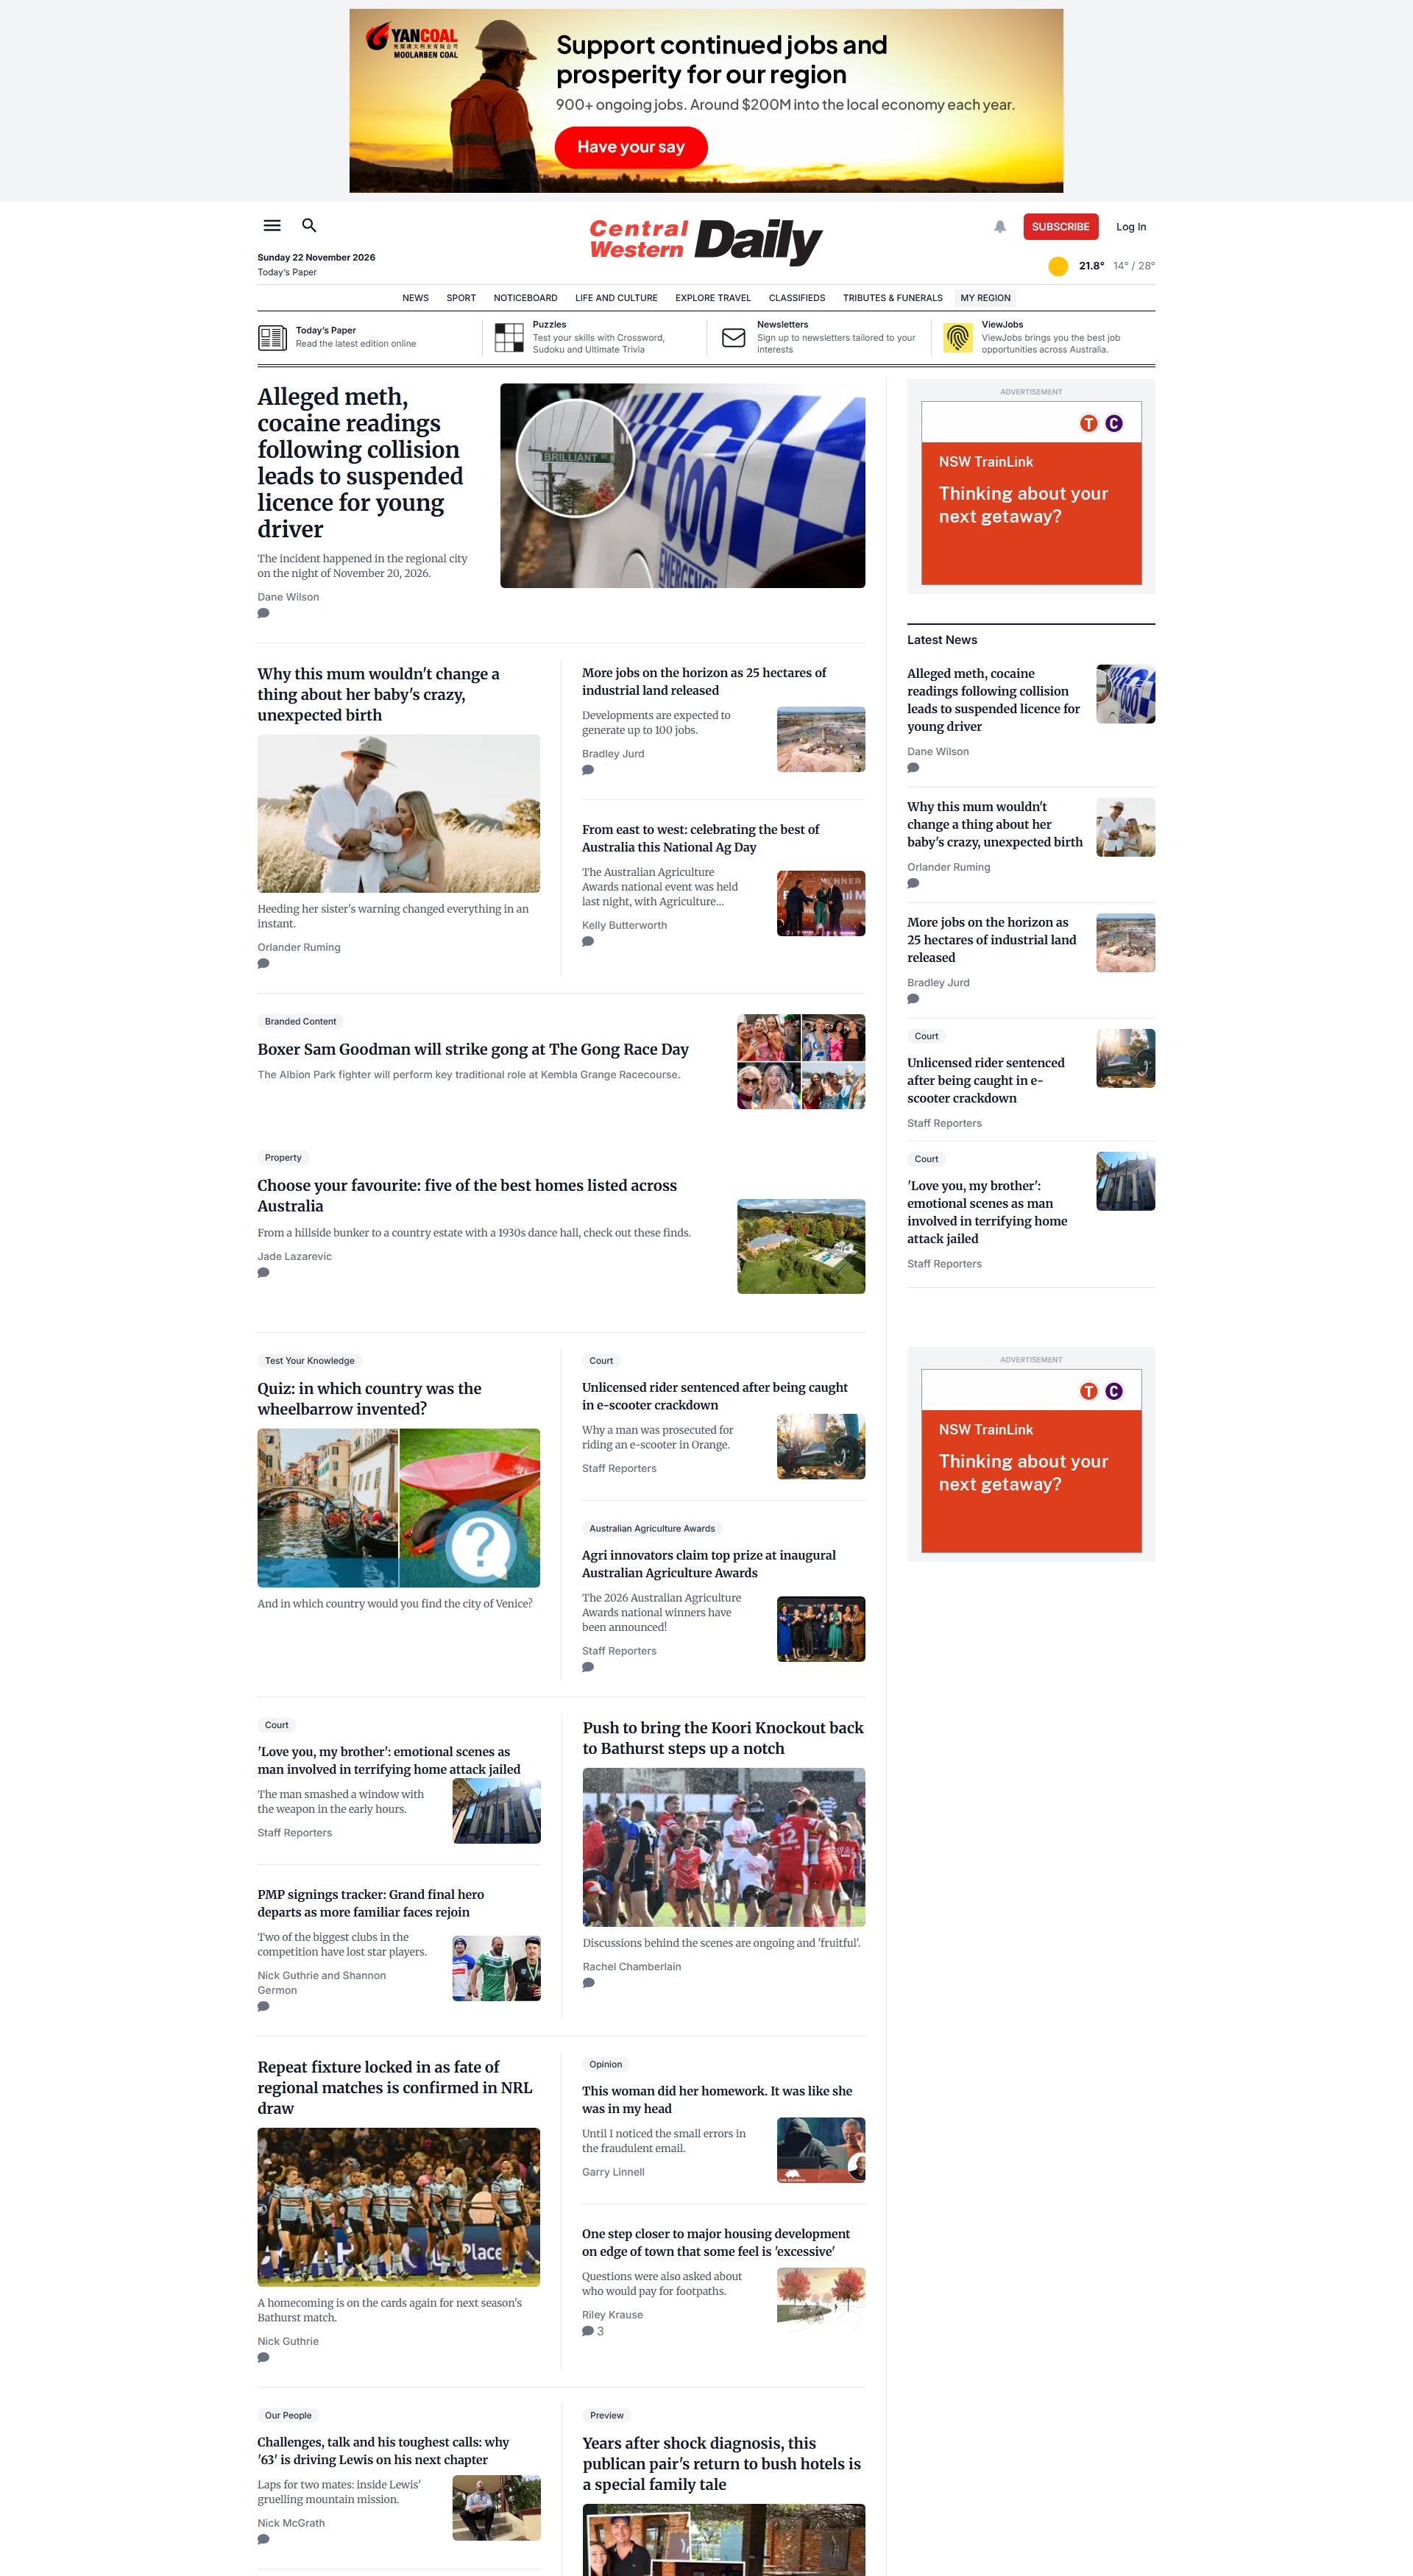 YANCOAL
MOOLARBEN COAL
Support continued jobs and
prosperity for our region
900+ ongoing jobs. Around $200M into the local economy each year.
Have your say
Central
Western
Daily
SUBSCRIBE
Log In
Sunday 22 November 2026
Today's Paper
21.8° 14° / 28°
NEWS SPORT NOTICEBOARD LIFE AND CULTURE EXPLORE TRAVEL CLASSIFIEDS TRIBUTES & FUNERALS MY REGION
Today's Paper
Read the latest edition online
Puzzles
Test your skills with Crossword,
Sudoku and Ultimate Trivia
Newsletters
Sign up to newsletters tailored to your
interests
ViewJobs
ViewJobs brings you the best job
opportunities across Australia.
Alleged meth,
cocaine readings
following collision
leads to suspended
licence for young
driver
The incident happened in the regional city
on the night of November 20, 2026.
Dane Wilson
BRILLIANT ST
000
EMERGENCY
Why this mum wouldn't change a
thing about her baby's crazy,
unexpected birth
Heeding her sister's warning changed everything in an
instant.
Orlander Ruming
More jobs on the horizon as 25 hectares of
industrial land released
Developments are expected to
generate up to 100 jobs.
Bradley Jurd
From east to west: celebrating the best of
Australia this National Ag Day
The Australian Agriculture
Awards national event was held
last night, with Agriculture...
Kelly Butterworth
Branded Content
Boxer Sam Goodman will strike gong at The Gong Race Day
The Albion Park fighter will perform key traditional role at Kembla Grange Racecourse.
Property
Choose your favourite: five of the best homes listed across
Australia
From a hillside bunker to a country estate with a 1930s dance hall, check out these finds.
Jade Lazarevic
Test Your Knowledge
Quiz: in which country was the
wheelbarrow invented?
?
And in which country would you find the city of Venice?
Court
Unlicensed rider sentenced after being caught
in e-scooter crackdown
Why a man was prosecuted for
riding an e-scooter in Orange.
Staff Reporters
Australian Agriculture Awards
Agri innovators claim top prize at inaugural
Australian Agriculture Awards
The 2026 Australian Agriculture
Awards national winners have
been announced!
Staff Reporters
Court
'Love you, my brother': emotional scenes as
man involved in terrifying home attack jailed
The man smashed a window with
the weapon in the early hours.
Staff Reporters
PMP signings tracker: Grand final hero
departs as more familiar faces rejoin
Two of the biggest clubs in the
competition have lost star players.
Nick Guthrie and Shannon
Germon
Push to bring the Koori Knockout back
to Bathurst steps up a notch
12
Discussions behind the scenes are ongoing and 'fruitful'.
Rachel Chamberlain
Repeat fixture locked in as fate of
regional matches is confirmed in NRL
draw
Place
A homecoming is on the cards again for next season's
Bathurst match.
Nick Guthrie
Opinion
This woman did her homework. It was like she
was in my head
Until I noticed the small errors in
the fraudulent email.
Garry Linnell
One step closer to major housing development
on edge of town that some feel is 'excessive'
Questions were also asked about
who would pay for footpaths.
Riley Krause
3
Our People
Challenges, talk and his toughest calls: why
'63' is driving Lewis on his next chapter
Laps for two mates: inside Lewis'
gruelling mountain mission.
Nick McGrath
Preview
Years after shock diagnosis, this
publican pair's return to bush hotels is
a special family tale
ADVERTISEMENT
T C
NSW TrainLink
Thinking about your
next getaway?
Latest News
Alleged meth, cocaine
readings following collision
leads to suspended licence for
young driver
Dane Wilson
Why this mum wouldn't
change a thing about her
baby's crazy, unexpected birth
Orlander Ruming
More jobs on the horizon as
25 hectares of industrial land
released
Bradley Jurd
Court
Unlicensed rider sentenced
after being caught in e-
scooter crackdown
Staff Reporters
Court
'Love you, my brother':
emotional scenes as man
involved in terrifying home
attack jailed
Staff Reporters
ADVERTISEMENT
T C
NSW TrainLink
Thinking about your
next getaway?